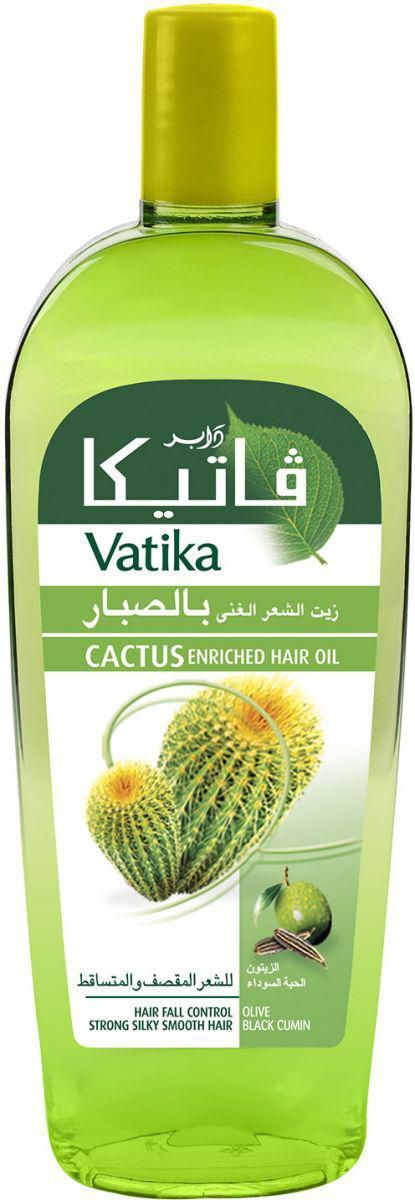 دابر
ڤاتيكا
Vatika
زيت الشعر الغنى بالصبار
CACTUS ENRICHED HAIR OIL
الزيتون
الحبة السوداء
للشعر المقصف والمتساقط
HAIR FALL CONTROL
STRONG SILKY SMOOTH HAIR
OLIVE
BLACK CUMIN